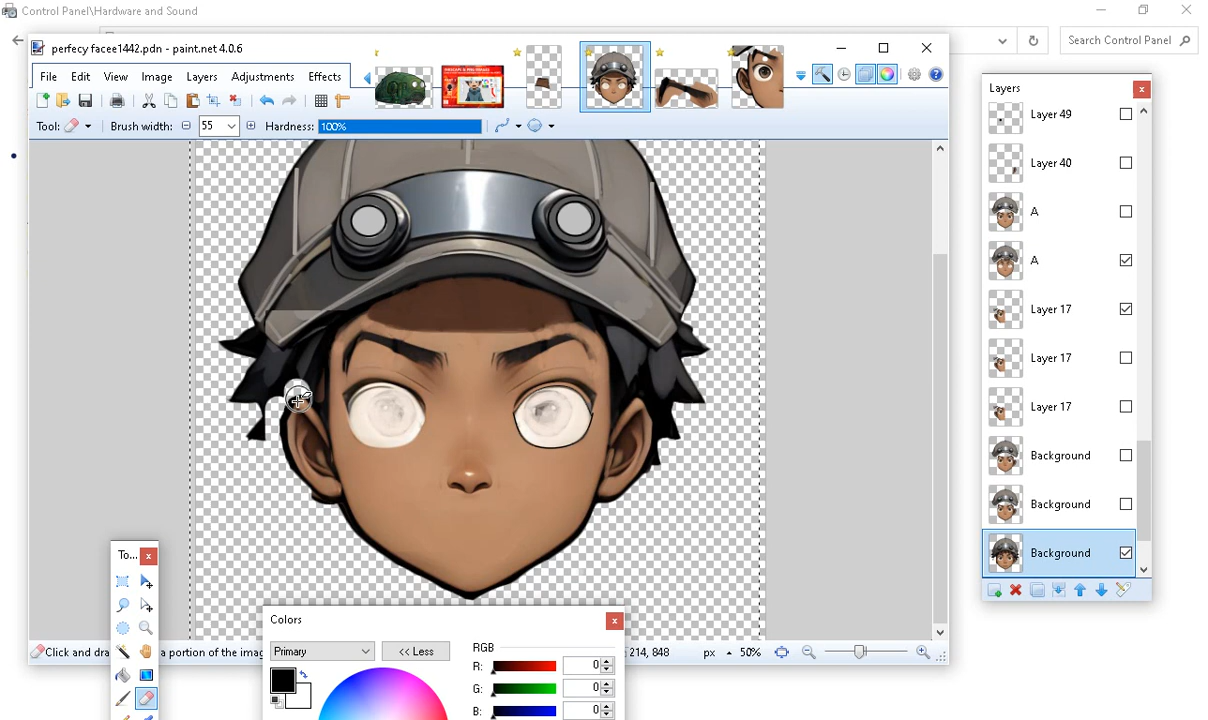 Control Panel\Hardware and Sound
perfecy facee1442.pdn - paint.net 4.0.6
Search Control Panel
File Edit View Image Layers Adjustments Effects
Tool: Brush width: 55 Hardness: 100%
Layers
Layer 49
Layer 40
A
A
Layer 17
Layer 17
Layer 17
Background
Background
Background
To...
Colors
Primary
<< Less
RGB
R: 0
G: 0
B: 0
Click and dra a portion of the imag
214, 848 px 50%